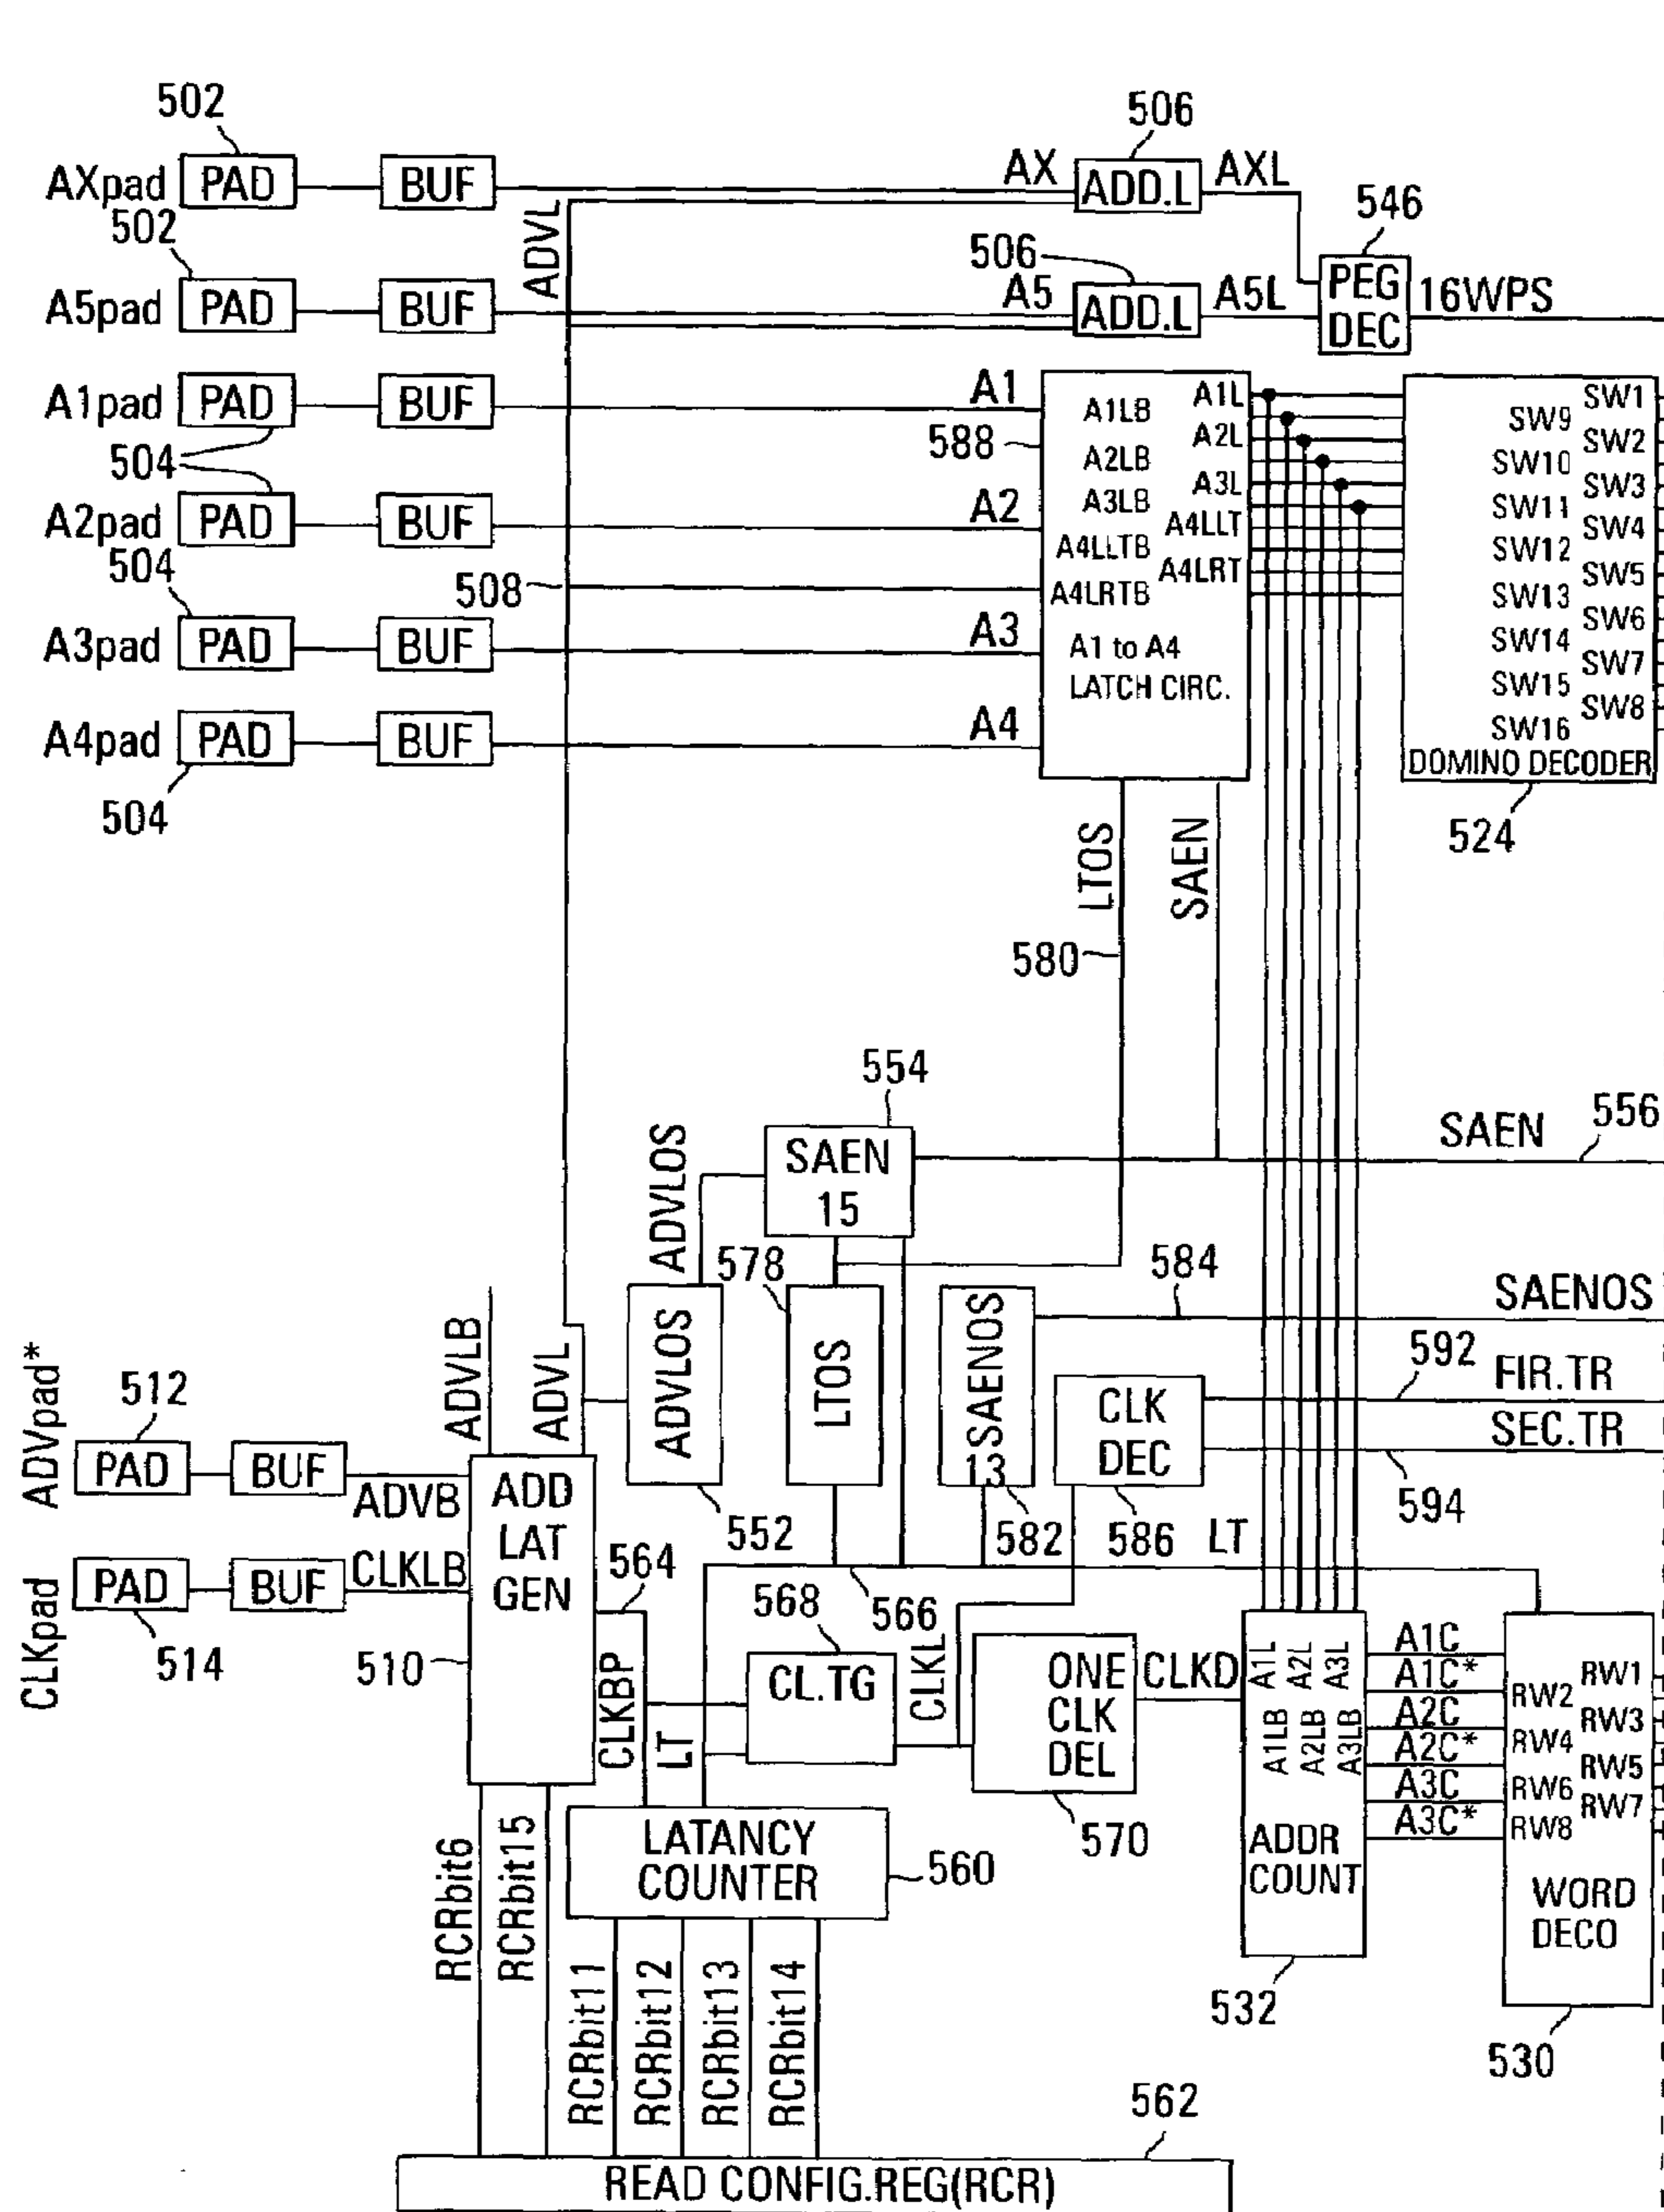 502
506
AXpad PAD BUF AX ADD.L AXL
ADVL
546
502
506
A5pad PAD BUF A5 ADD.L A5L PEG DEC 16WPS
A1pad PAD BUF A1
504
A2pad PAD BUF A2
504
508
A3pad PAD BUF A3
A4pad PAD BUF A4
504
588
A1LB A1L
A2LB A2L
A3LB A3L
A4LLTB A4LLT
A4LRTB A4LRT
A1 to A4
LATCH CIRC.
SW1
SW9
SW2
SW10
SW3
SW11
SW4
SW12
SW5
SW13
SW6
SW14
SW7
SW15
SW8
SW16
DOMINO DECODER
524
LTOS
SAEN
580
554
SAEN
15
SAEN
556
ADVLOS
578
584
ADVLOS
LTOS
13SAENOS
SAENOS
592
FIR.TR
SEC.TR
594
CLK
DEC
552
582
586
LT
ADVLB
ADVL
ADVpad*
512
PAD BUF ADVB
CLKpad
PAD BUF CLKLB
514
ADD
LAT
GEN
510
564
566
568
CLKBP
LT
CL.TG
CLKL
ONE
CLK
DEL
CLKD
570
A1L A2L A3L
A1LB A2LB A3LB
ADDR
COUNT
532
A1C
A1C*
A2C
A2C*
A3C
A3C*
RW1
RW2
RW3
RW4
RW5
RW6
RW7
RW8
WORD
DECO
530
LATANCY
COUNTER
560
RCRbit6
RCRbit15
RCRbit11
RCRbit12
RCRbit13
RCRbit14
562
READ CONFIG.REG(RCR)